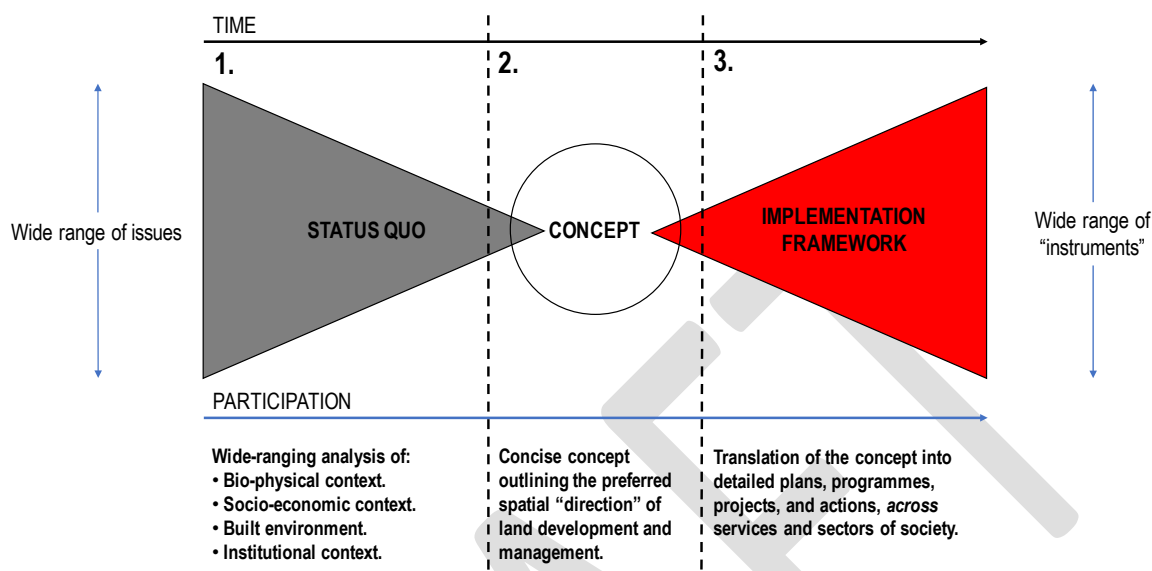 TIME
1.
2.
3.
Wide range of issues
STATUS QUO
CONCEPT
IMPLEMENTATION
FRAMEWORK
Wide range of
“instruments”
PARTICIPATION
Wide-ranging analysis of:
• Bio-physical context.
• Socio-economic context.
• Built environment.
• Institutional context.
Concise concept
outlining the preferred
spatial “direction” of
land development and
management.
Translation of the concept into
detailed plans, programmes,
projects, and actions, across
services and sectors of society.